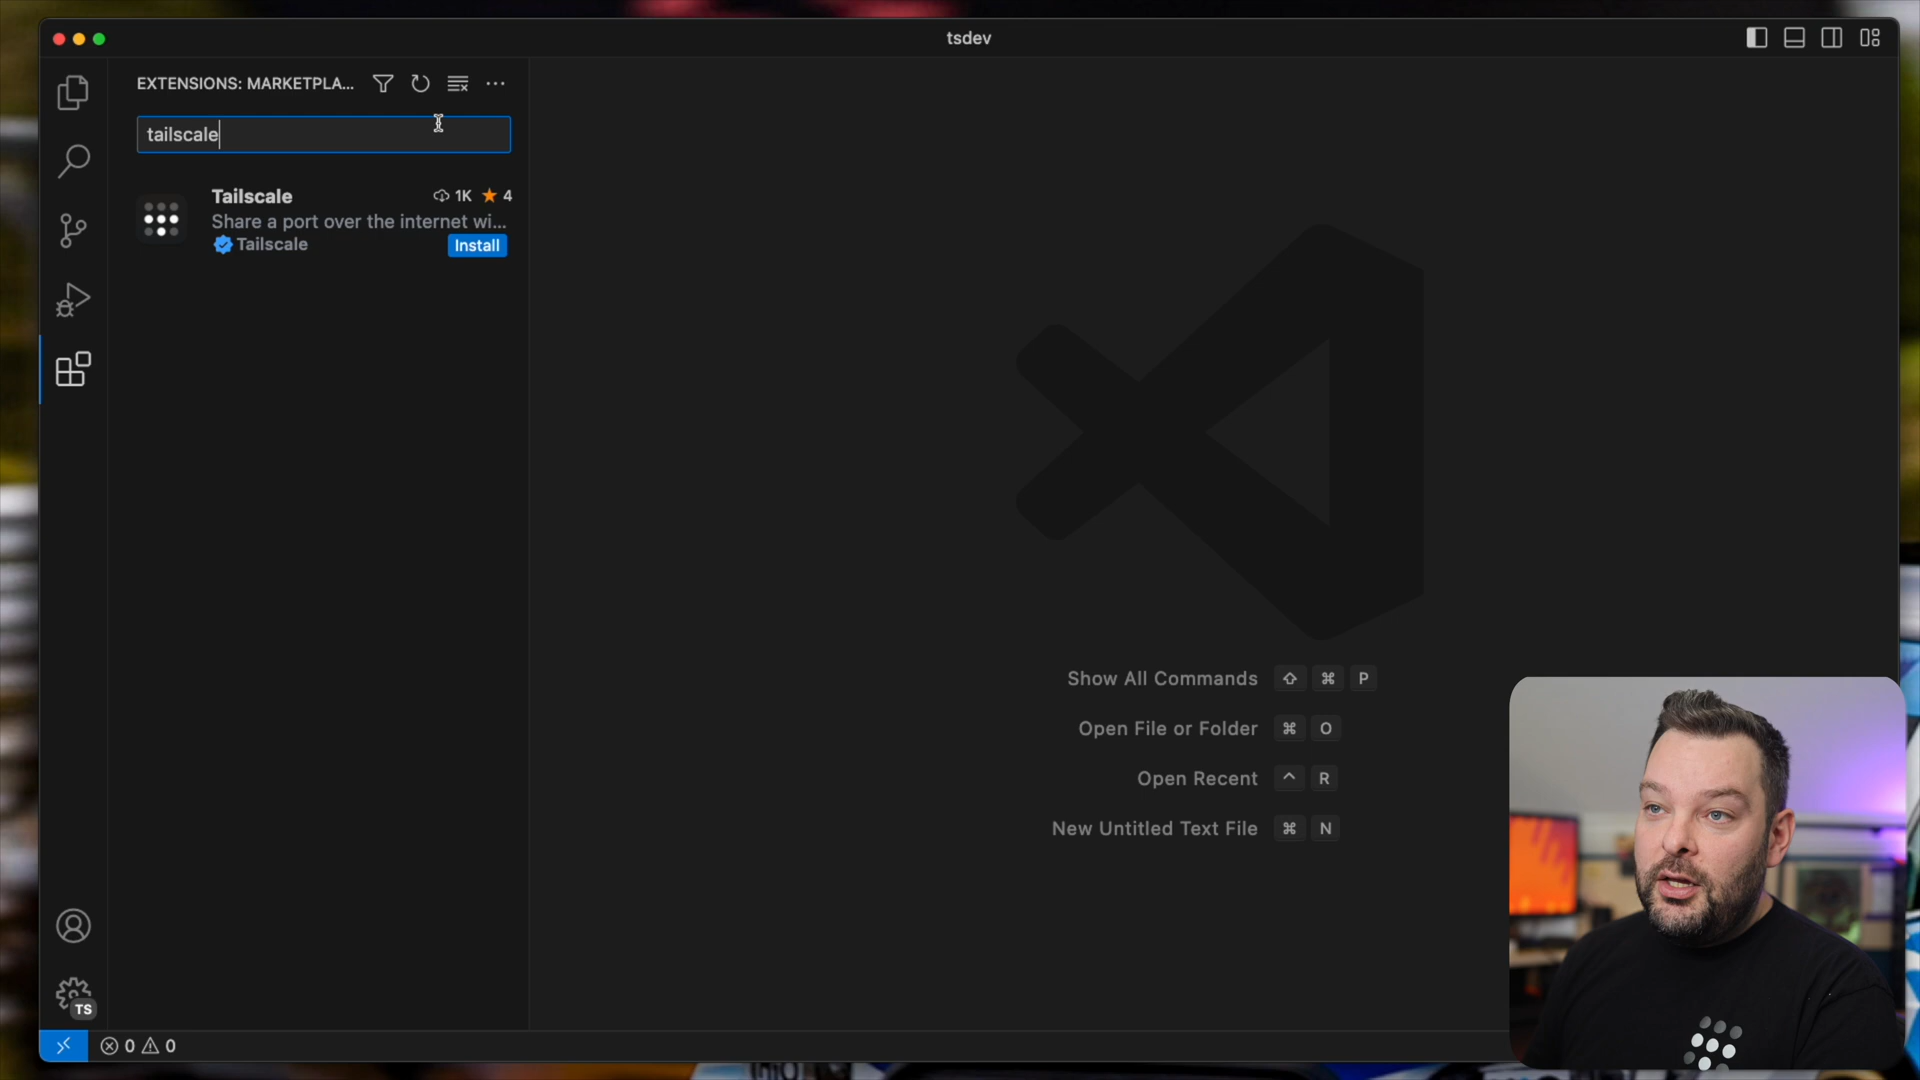 tsdev
EXTENSIONS: MARKETPLA...
tailscale
Tailscale
1K
4
Share a port over the internet wi...
Tailscale
Install
Show All Commands ⇧ ⌘ P
Open File or Folder ⌘ O
Open Recent ^ R
New Untitled Text File ⌘ N
TS
0
0